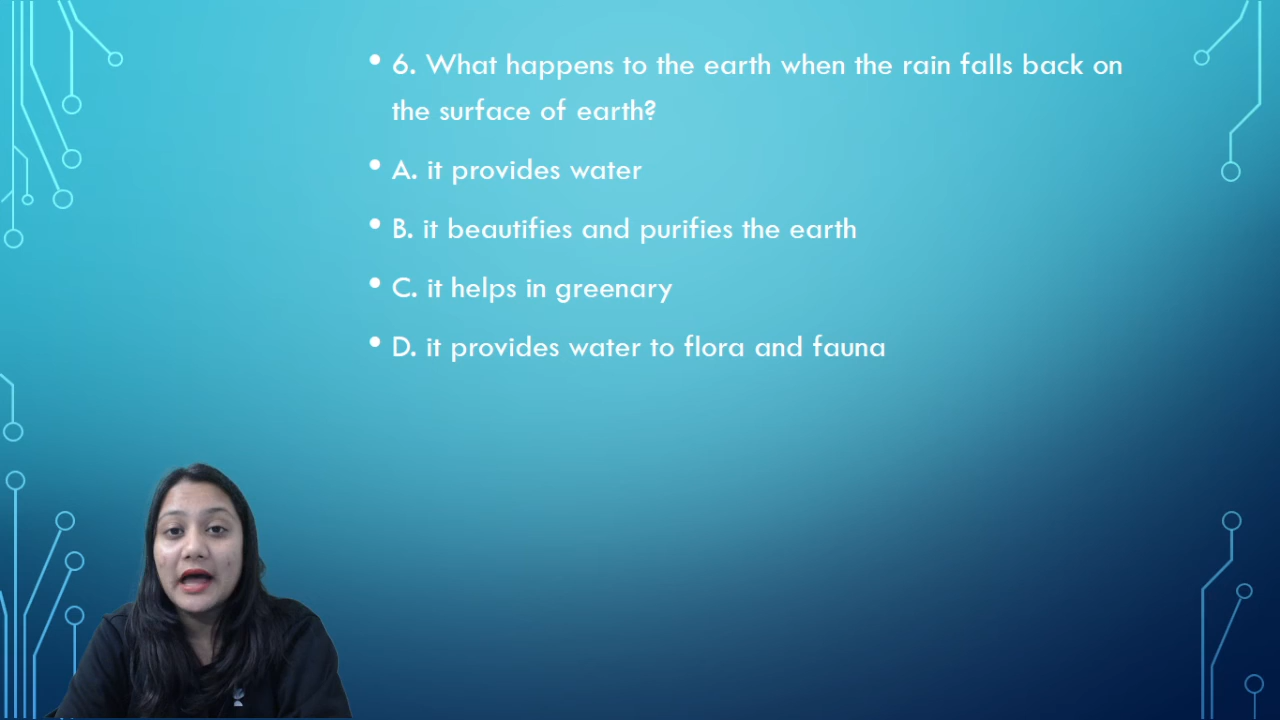 • 6. What happens to the earth when the rain falls back on
the surface of earth?
• A. it provides water
• B. it beautifies and purifies the earth
• C. it helps in greenary
• D. it provides water to flora and fauna